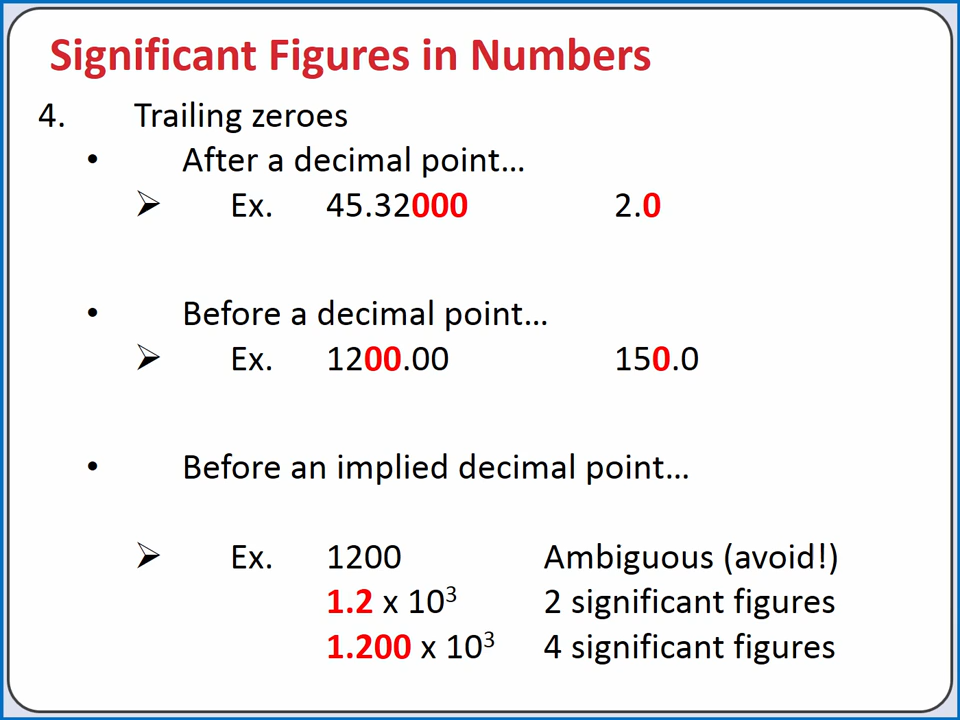 Significant Figures in Numbers
4. Trailing zeroes
• After a decimal point…
➢ Ex. 45.32000 2.0
• Before a decimal point…
➢ Ex. 1200.00 150.0
• Before an implied decimal point…
➢ Ex. 1200 Ambiguous (avoid!)
1.2 x 10³ 2 significant figures
1.200 x 10³ 4 significant figures